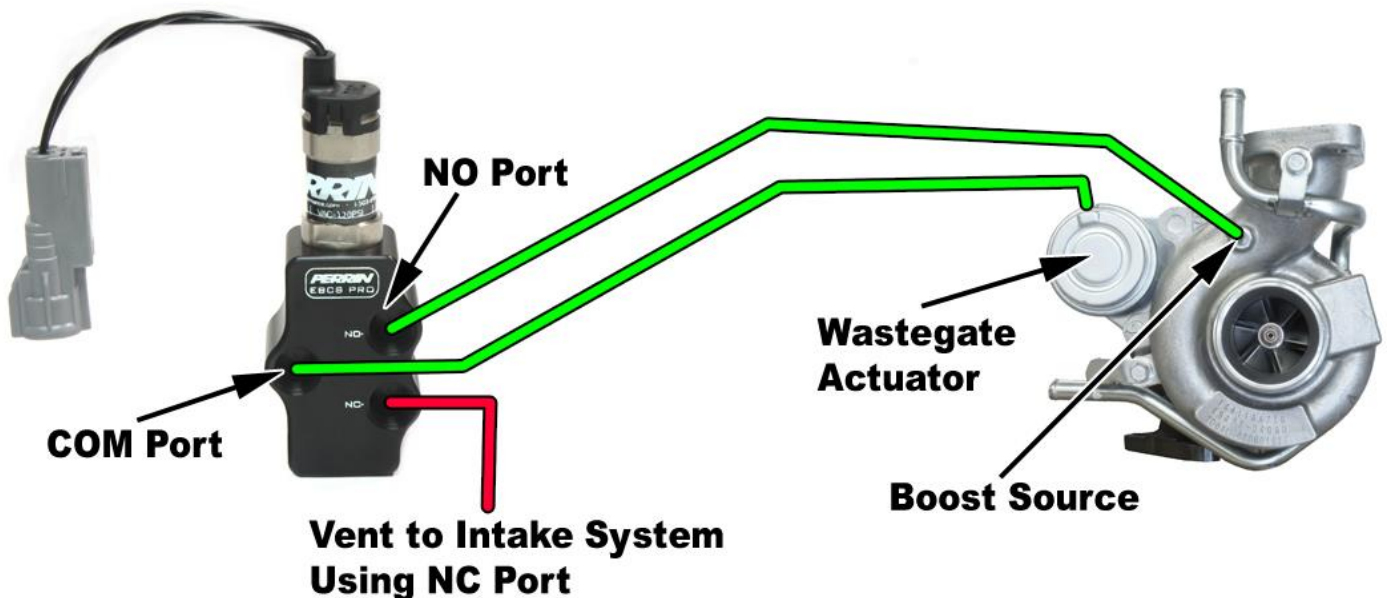 NO Port
PERRIN
EBCS PRO
NO-
NC-
COM Port
Vent to Intake System
Using NC Port
Wastegate
Actuator
Boost Source